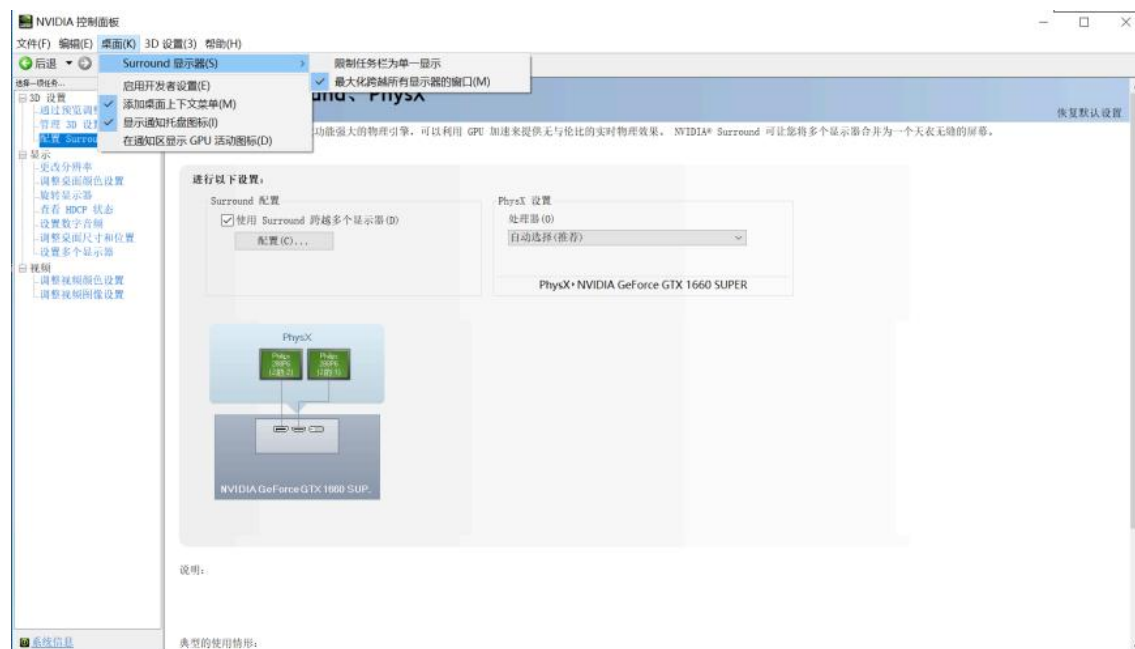 NVIDIA 控制面板
文件(F) 编辑(E) 桌面(K) 3D 设置(3) 帮助(H)
后退
Surround 显示器(S)
限制任务栏为单一显示
最大化跨越所有显示器的窗口(M)
启用开发者设置(E)
添加桌面上下文菜单(M)
显示通知托盘图标(I)
在通知区显示 GPU 活动图标(D)
选择一项任务...
3D 设置
通过预览调
管理 3D 设
配置 Surrou
显示
更改分辨率
调整桌面颜色设置
旋转显示器
查看 HDCP 状态
设置数字音频
调整桌面尺寸和位置
设置多个显示器
视频
调整视频颜色设置
调整视频图像设置
系统信息
und、PhysX
恢复默认设置
功能强大的物理引擎，可以利用 GPU 加速来提供无与伦比的实时物理效果。 NVIDIA® Surround 可让您将多个显示器合并为一个天衣无缝的屏幕。
进行以下设置:
Surround 配置
使用 Surround 跨越多个显示器(D)
配置(C)...
PhysX 设置
处理器(O)
自动选择(推荐)
PhysX• NVIDIA GeForce GTX 1660 SUPER
PhysX
NVIDIA GeForce GTX 1660 SUP..
说明:
典型的使用情形: